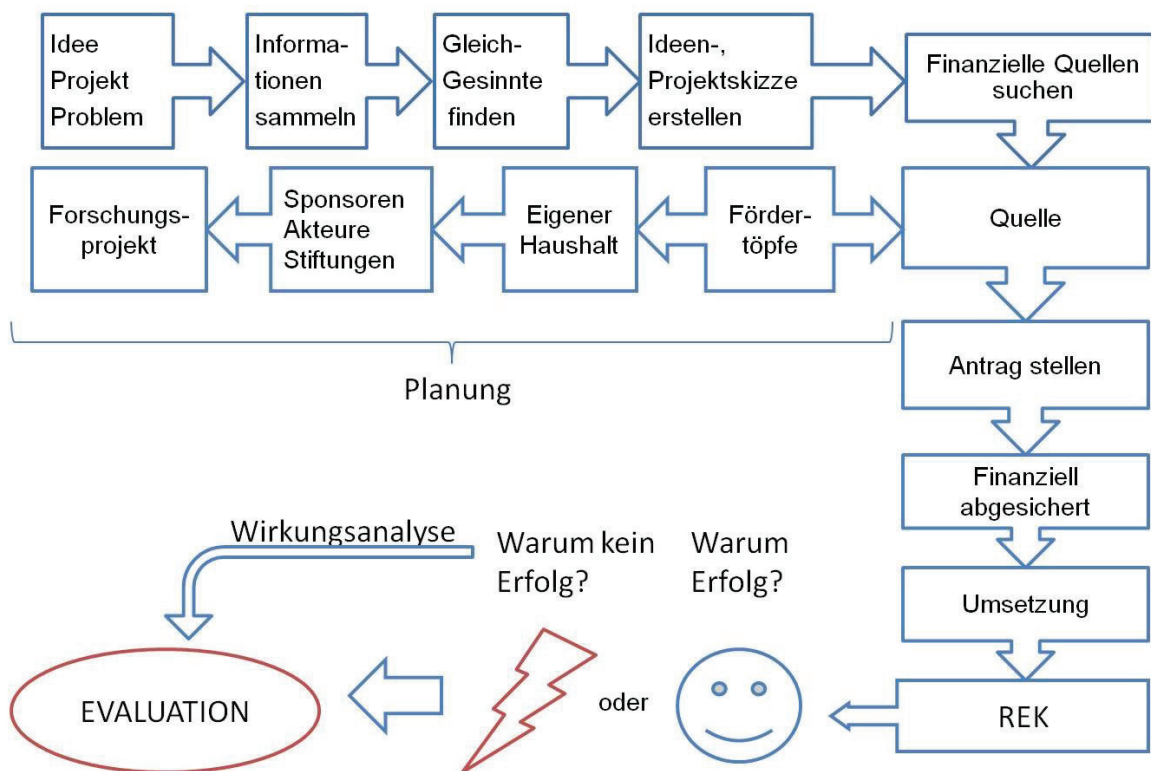 Idee
Projekt
Problem
Informa-
tionen
sammeln
Gleich-
Gesinnte
finden
Ideen-,
Projektskizze
erstellen
Finanzielle Quellen
suchen
Forschungs-
projekt
Sponsoren
Akteure
Stiftungen
Eigener
Haushalt
Förder-
töpfe
Quelle
Planung
Antrag stellen
Finanziell
abgesichert
Wirkungsanalyse
Warum kein
Erfolg?
Warum
Erfolg?
Umsetzung
EVALUATION
oder
REK